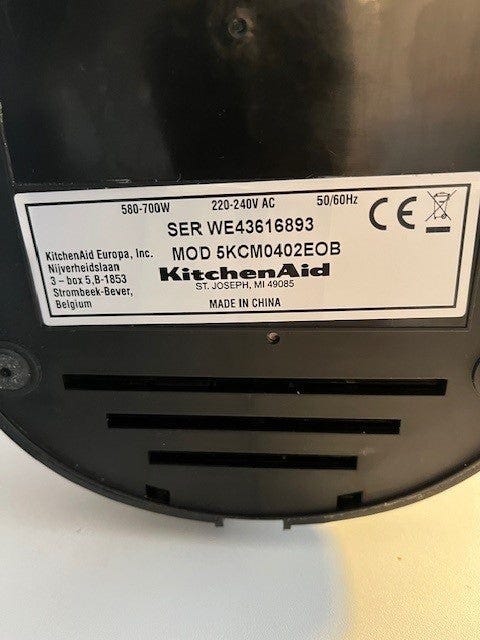 580-700W 220-240V AC 50/60Hz
SER WE43616893
MOD 5KCM0402EOB
KitchenAid
ST. JOSEPH, MI 49085
MADE IN CHINA
KitchenAid Europa, Inc.
Nijverheidslaan
3 – box 5,B-1853
Strombeek-Bever,
Belgium
CE